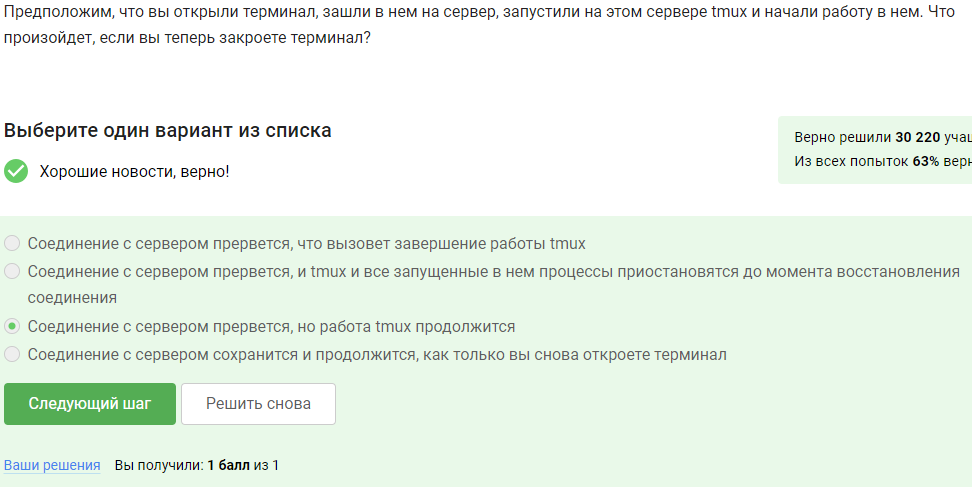 Предположим, что вы открыли терминал, зашли в нем на сервер, запустили на этом сервере tmux и начали работу в нем. Что
произойдет, если вы теперь закроете терминал?
Выберите один вариант из списка
Хорошие новости, верно!
Верно решили 30 220
Из всех попыток 63%
Соединение с сервером прервется, что вызовет завершение работы tmux
Соединение с сервером прервется, и tmux и все запущенные в нем процессы приостановятся до момента восстановления
соединения
Соединение с сервером прервется, но работа tmux продолжится
Соединение с сервером сохранится и продолжится, как только вы снова откроете терминал
Следующий шаг
Решить снова
Ваши решения Вы получили: 1 балл из 1